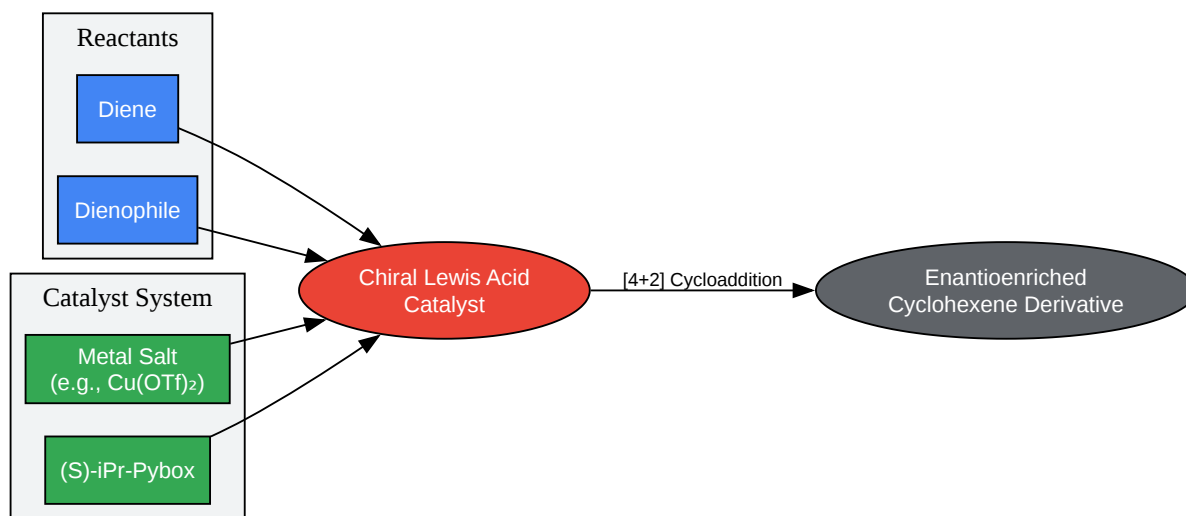 Reactants
Diene
Dienophile
Catalyst System
Metal Salt
(e.g., Cu(OTf)₂)
(S)-iPr-Pybox
Chiral Lewis Acid
Catalyst
[4+2] Cycloaddition
Enantioenriched
Cyclohexene Derivative